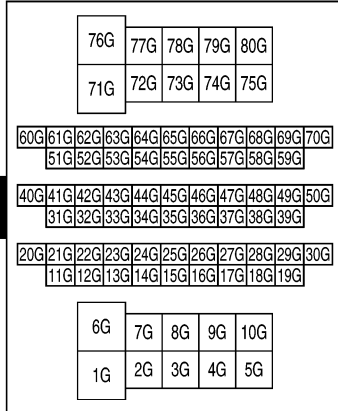 76G 77G 78G 79G 80G
71G 72G 73G 74G 75G
60G 61G 62G 63G 64G 65G 66G 67G 68G 69G 70G
51G 52G 53G 54G 55G 56G 57G 58G 59G
40G 41G 42G 43G 44G 45G 46G 47G 48G 49G 50G
31G 32G 33G 34G 35G 36G 37G 38G 39G
20G 21G 22G 23G 24G 25G 26G 27G 28G 29G 30G
11G 12G 13G 14G 15G 16G 17G 18G 19G
6G 7G 8G 9G 10G
1G 2G 3G 4G 5G